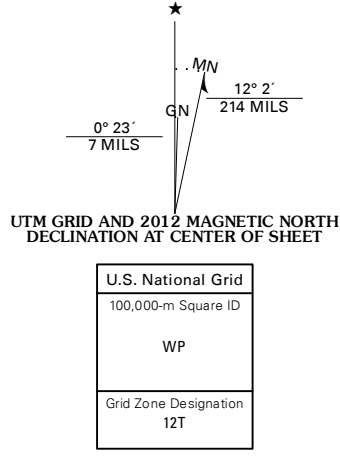 ★
MN
GN
12° 2´
214 MILS
0° 23´
7 MILS
UTM GRID AND 2012 MAGNETIC NORTH
DECLINATION AT CENTER OF SHEET
U.S. National Grid
100,000-m Square ID
WP
Grid Zone Designation
12T